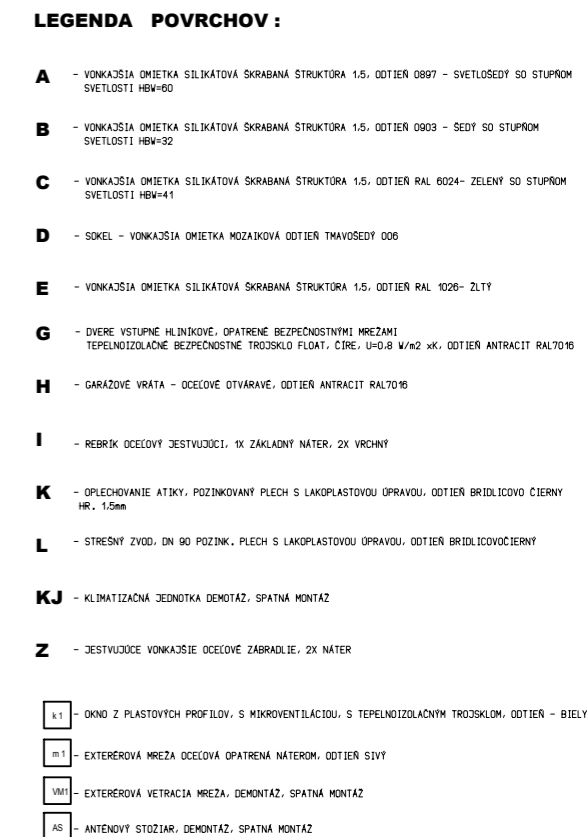 LEGENDA POVRCHOV :
A - VONKAJŠIA OMIETKA SILIKÁTOVÁ ŠKRABANÁ ŠTRUKTÚRA 1,5, ODTIEŇ 0897 - SVETLOŠEDÝ SO STUPŇOM
SVETLOSTI HBW=60
B - VONKAJŠIA OMIETKA SILIKÁTOVÁ ŠKRABANÁ ŠTRUKTÚRA 1,5, ODTIEŇ 0903 - ŠEDÝ SO STUPŇOM
SVETLOSTI HBW=32
C - VONKAJŠIA OMIETKA SILIKÁTOVÁ ŠKRABANÁ ŠTRUKTÚRA 1,5, ODTIEŇ RAL 6024- ZELENÝ SO STUPŇOM
SVETLOSTI HBW=41
D - SOKEL - VONKAJŠIA OMIETKA MOZAIKOVÁ ODTIEŇ TMAVOŠEDÝ 006
E - VONKAJŠIA OMIETKA SILIKÁTOVÁ ŠKRABANÁ ŠTRUKTÚRA 1,5, ODTIEŇ RAL 1026- ŽLTÝ
G - DVERE VSTUPNÉ HLINÍKOVÉ, OPATRENÉ BEZPEČNOSTNÝMI MREŽAMI
TEPELNOIZOLAČNÉ BEZPEČNOSTNÉ TROJSKLO FLOAT, ČÍRE, U=0,8 W/m2 xK, ODTIEŇ ANTRACIT RAL7016
H - GARÁŽOVÉ VRÁTA - OCEĽOVÉ OTVÁRAVÉ, ODTIEŇ ANTRACIT RAL7016
I - REBRÍK OCEĽOVÝ JESTVUJÚCI, 1X ZÁKLADNÝ NÁTER, 2X VRCHNÝ
K - OPLECHOVANIE ATIKY, POZINKOVANÝ PLECH S LAKOPLASTOVOU ÚPRAVOU, ODTIEŇ BRIDLICOVO ČIERNY
HR. 1,5mm
L - STREŠNÝ ZVOD, DN 90 POZINK. PLECH S LAKOPLASTOVOU ÚPRAVOU, ODTIEŇ BRIDLICOVOČIERNÝ
KJ - KLIMATIZAČNÁ JEDNOTKA DEMOTÁŽ, SPATNÁ MONTÁŽ
Z - JESTVUJÚCE VONKAJŠIE OCEĽOVÉ ZÁBRADLIE, 2X NÁTER
k1 - OKNO Z PLASTOVÝCH PROFILOV, S MIKROVENTILÁCIOU, S TEPELNOIZOLAČNÝM TROJSKLOM, ODTIEŇ - BIELY
m1 - EXTERÉROVÁ MREŽA OCEĽOVÁ OPATRENÁ NÁTEROM, ODTIEŇ SIVÝ
VM1 - EXTERÉROVÁ VETRACIA MREŽA, DEMONTÁŽ, SPATNÁ MONTÁŽ
AS - ANTÉNOVÝ STOŽIAR, DEMONTÁŽ, SPATNÁ MONTÁŽ